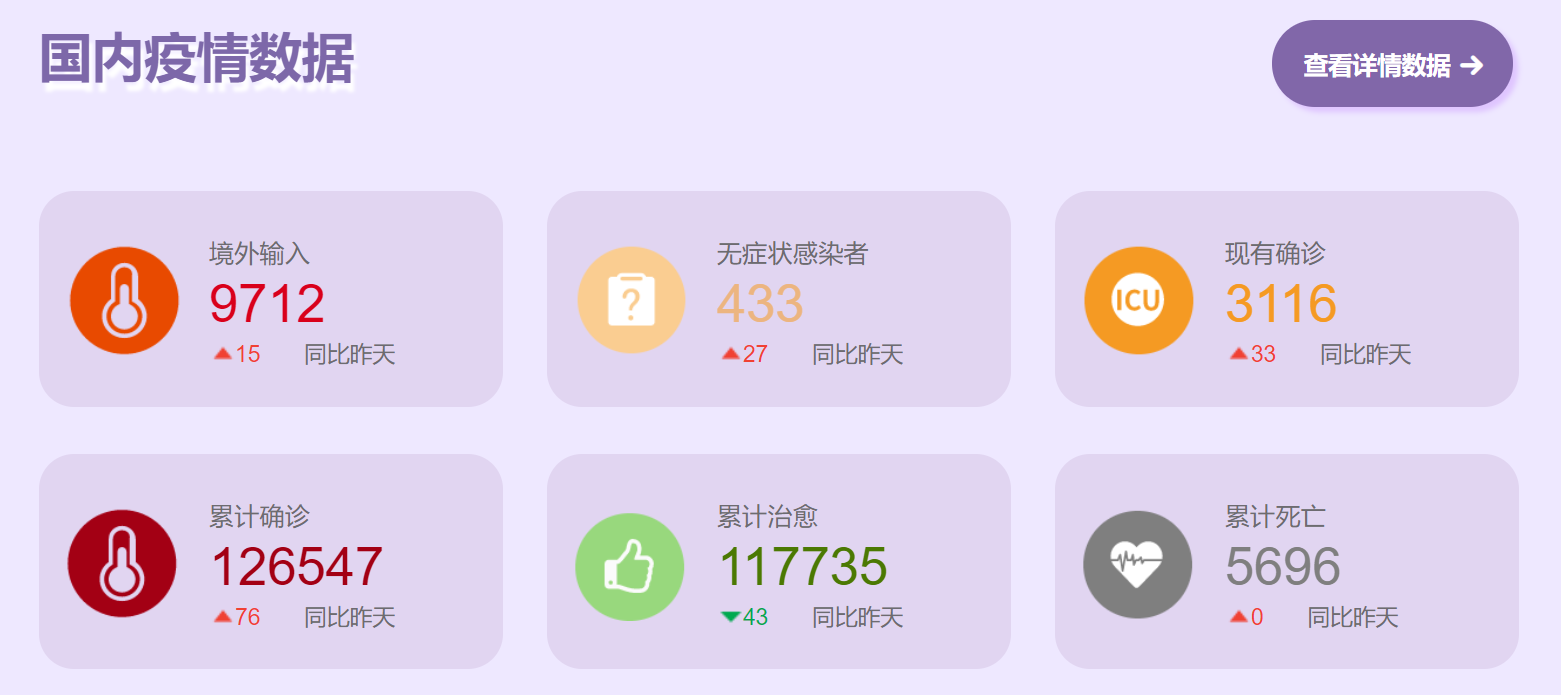 国内疫情数据
查看详情数据 →
境外输入
9712
▲15 同比昨天
?
无症状感染者
433
▲27 同比昨天
ICU
现有确诊
3116
▲33 同比昨天
累计确诊
126547
▲76 同比昨天
累计治愈
117735
▼43 同比昨天
累计死亡
5696
▲0 同比昨天